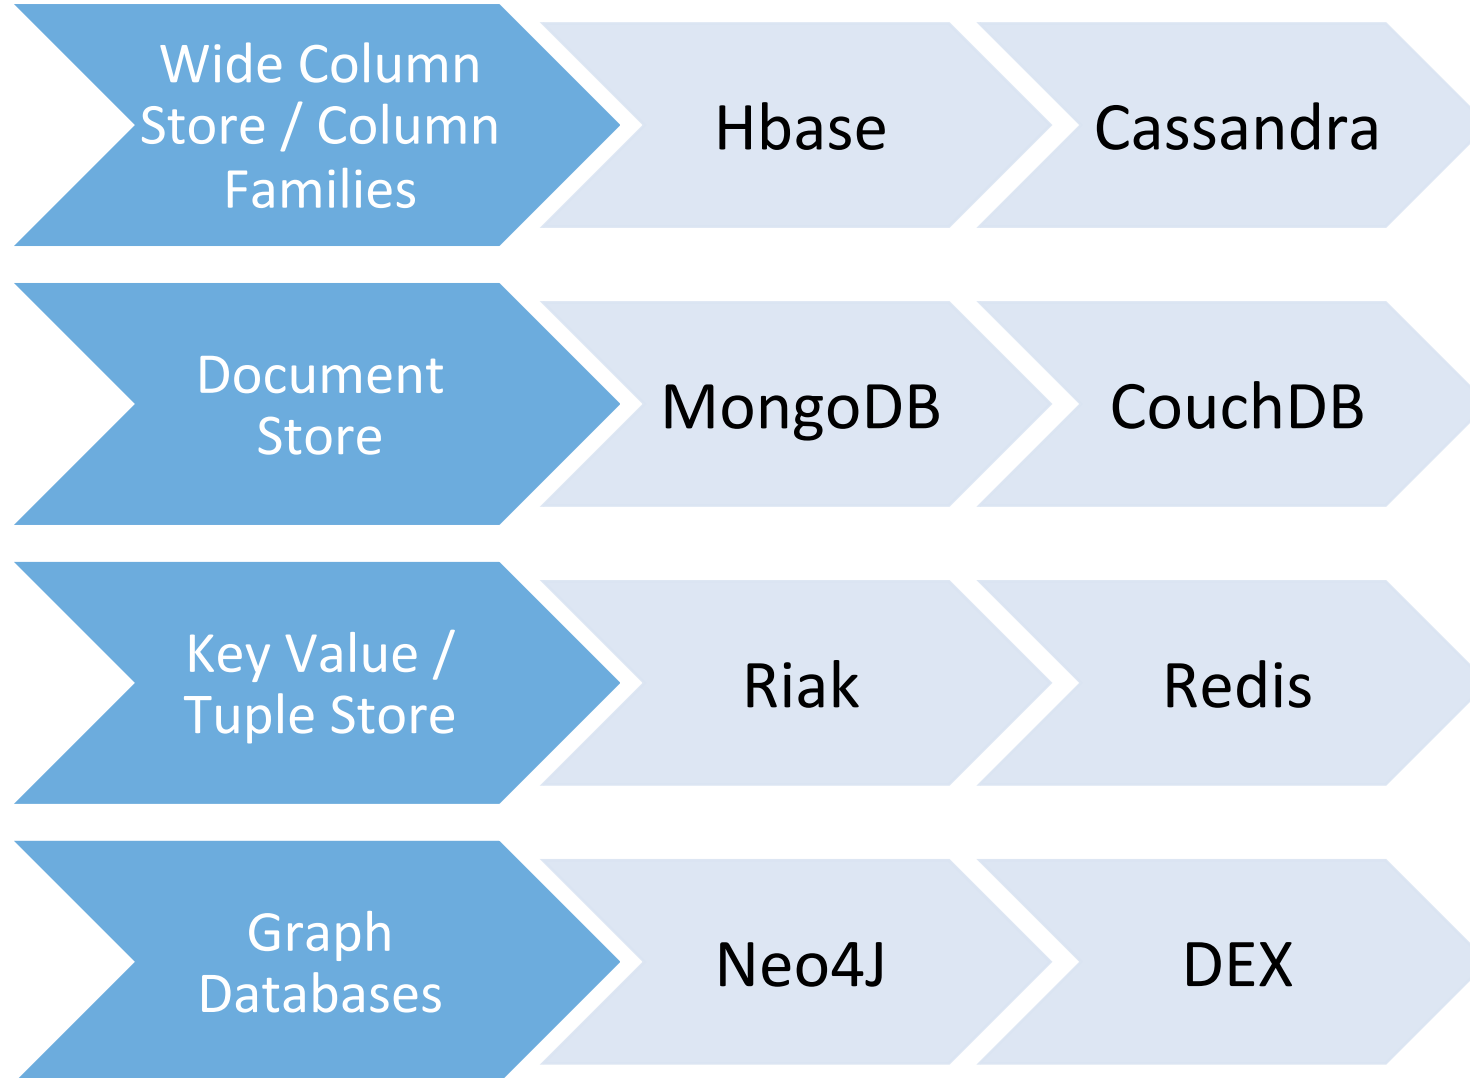 Wide Column
Store / Column
Families
Hbase
Cassandra
Document
Store
MongoDB
CouchDB
Key Value /
Tuple Store
Riak
Redis
Graph
Databases
Neo4J
DEX